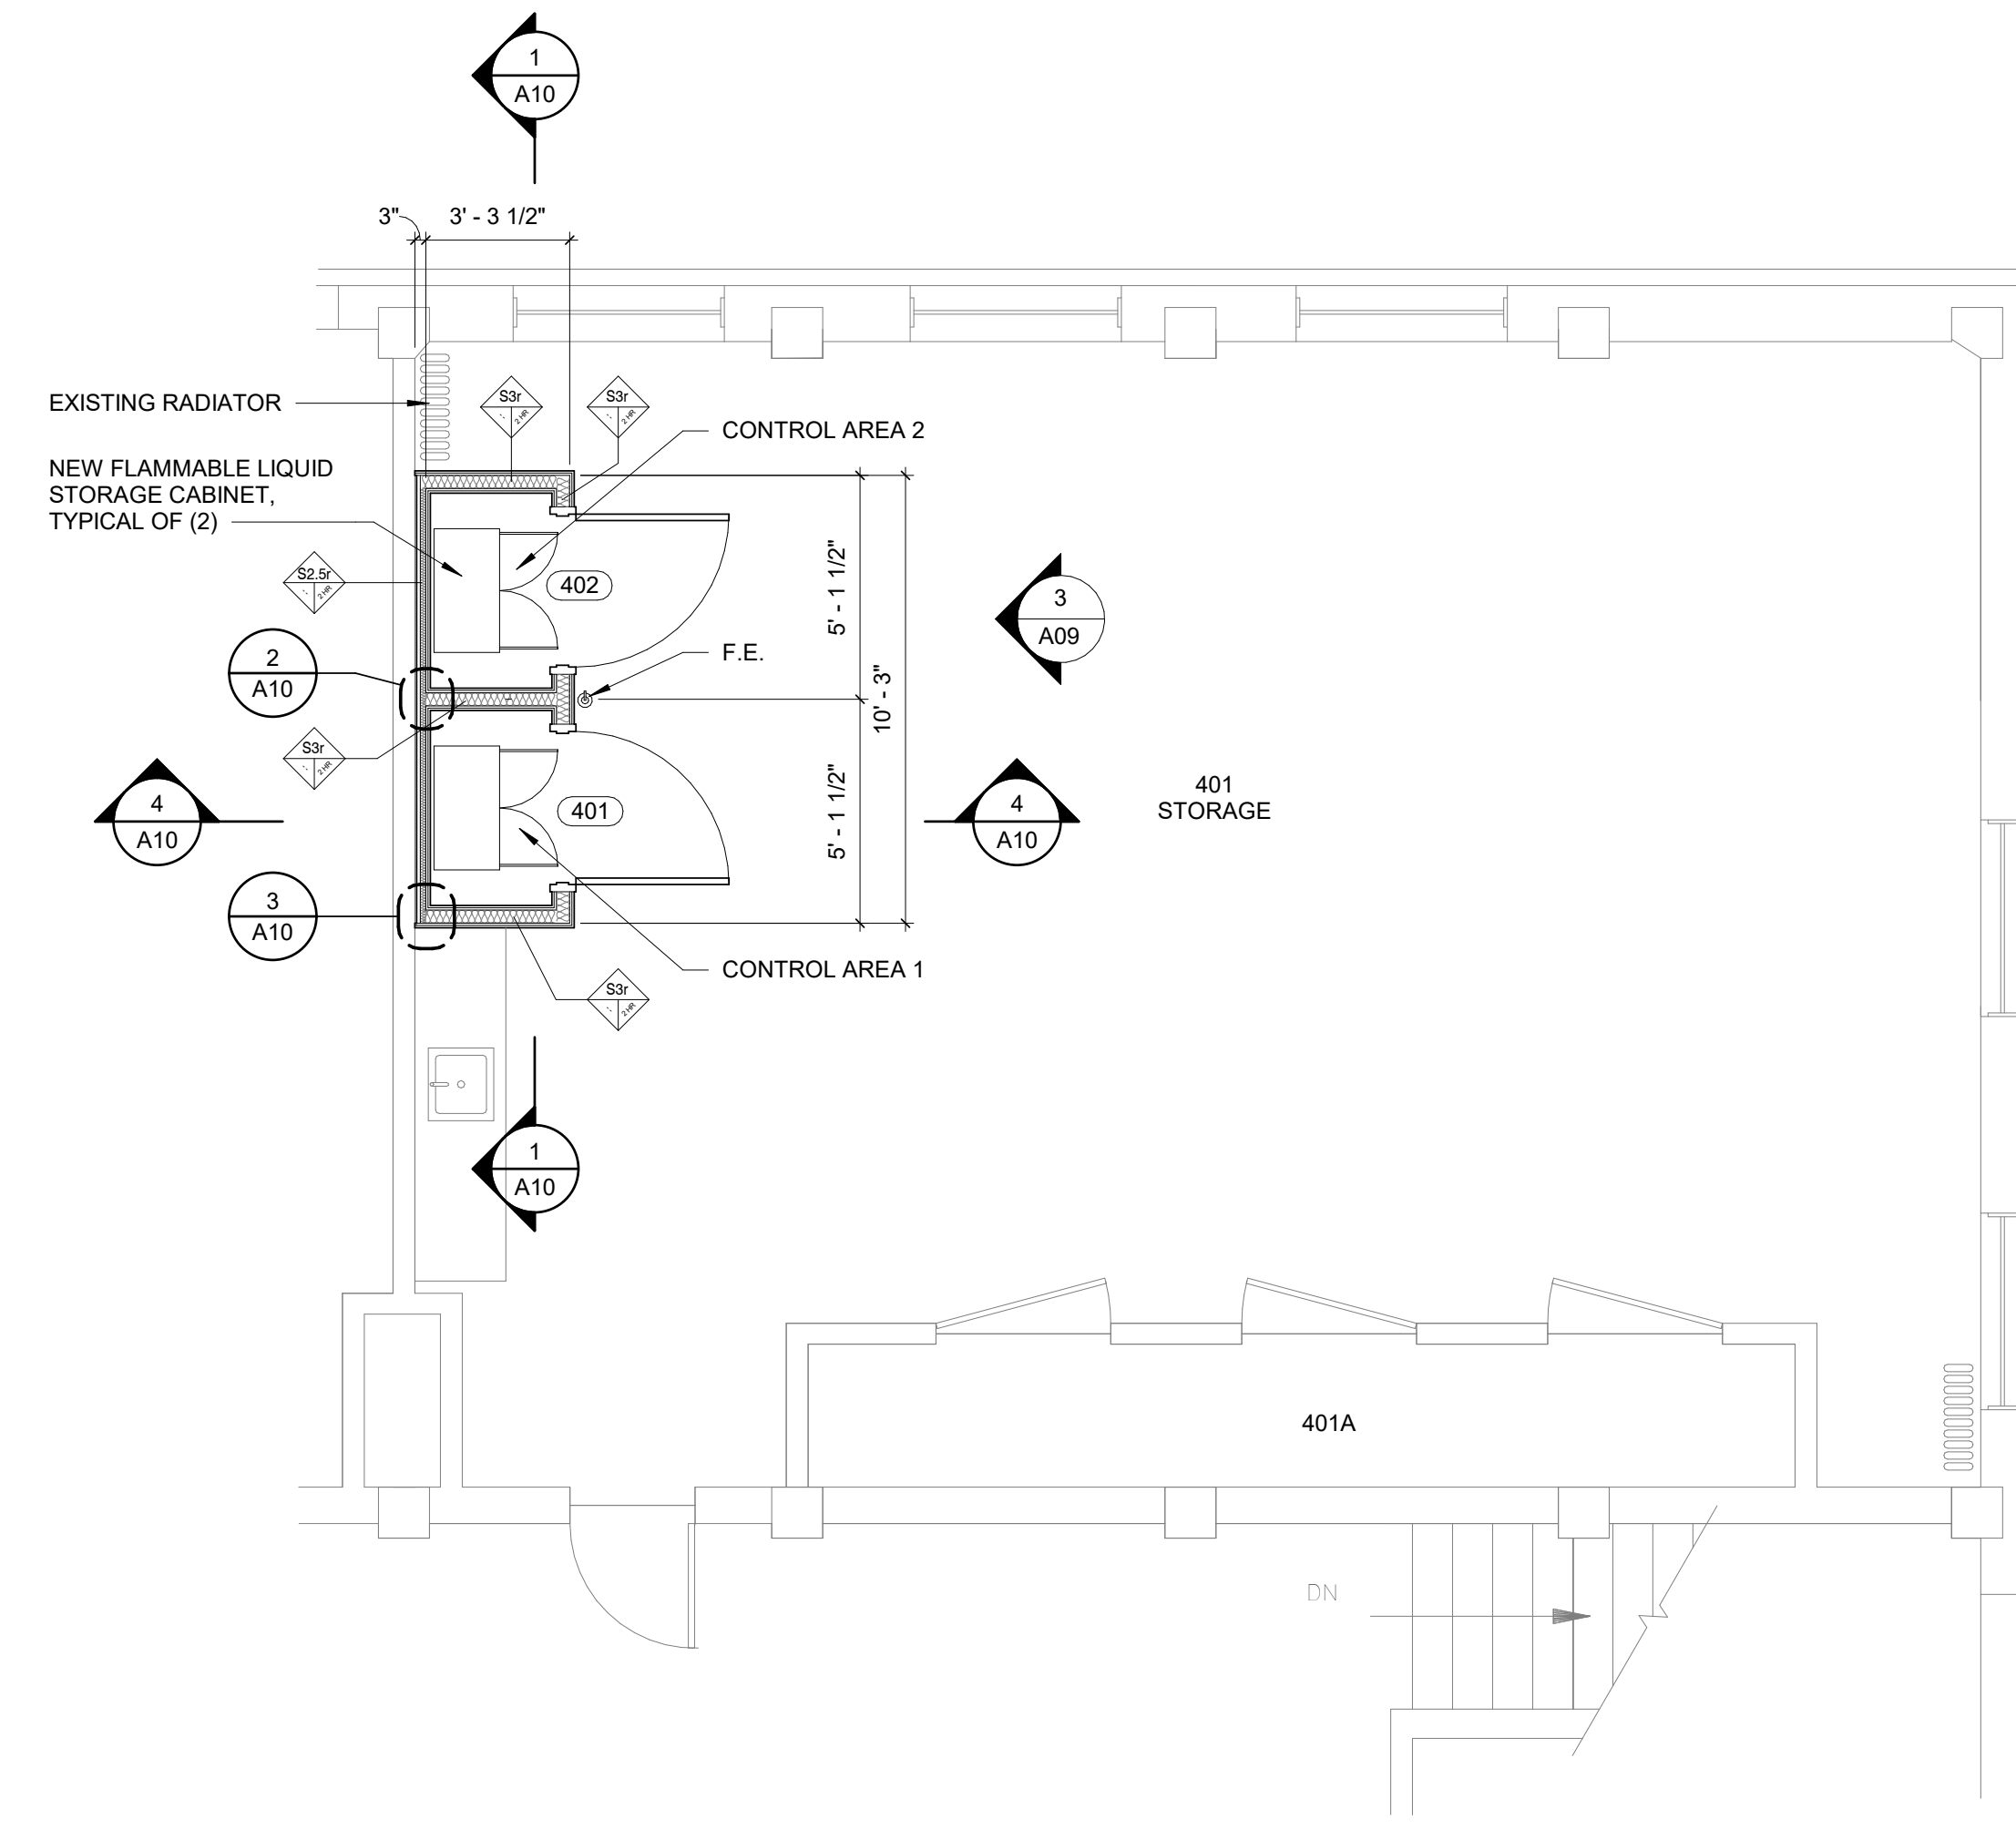 1
A10
3"
3' - 3 1/2"
EXISTING RADIATOR
S3r
2 HR
S3r
2 HR
CONTROL AREA 2
NEW FLAMMABLE LIQUID
STORAGE CABINET,
TYPICAL OF (2)
S2.5r
2 HR
402
5' - 1 1/2"
3
A09
2
A10
F.E.
10' - 3"
S3r
2 HR
4
A10
401
5' - 1 1/2"
4
A10
401
STORAGE
3
A10
CONTROL AREA 1
S3r
2 HR
1
A10
401A
DN